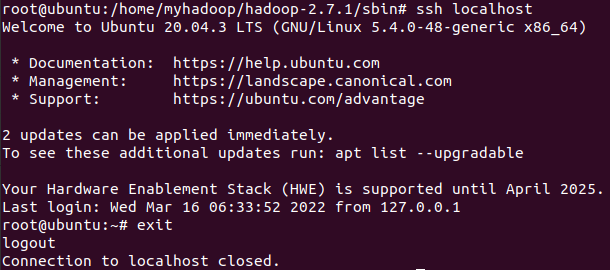 root@ubuntu:/home/myhadoop/hadoop-2.7.1/sbin# ssh localhost
Welcome to Ubuntu 20.04.3 LTS (GNU/Linux 5.4.0-48-generic x86_64)
* Documentation:  https://help.ubuntu.com
* Management:     https://landscape.canonical.com
* Support:        https://ubuntu.com/advantage
2 updates can be applied immediately.
To see these additional updates run: apt list --upgradable
Your Hardware Enablement Stack (HWE) is supported until April 2025.
Last login: Wed Mar 16 06:33:52 2022 from 127.0.0.1
root@ubuntu:~# exit
logout
Connection to localhost closed.